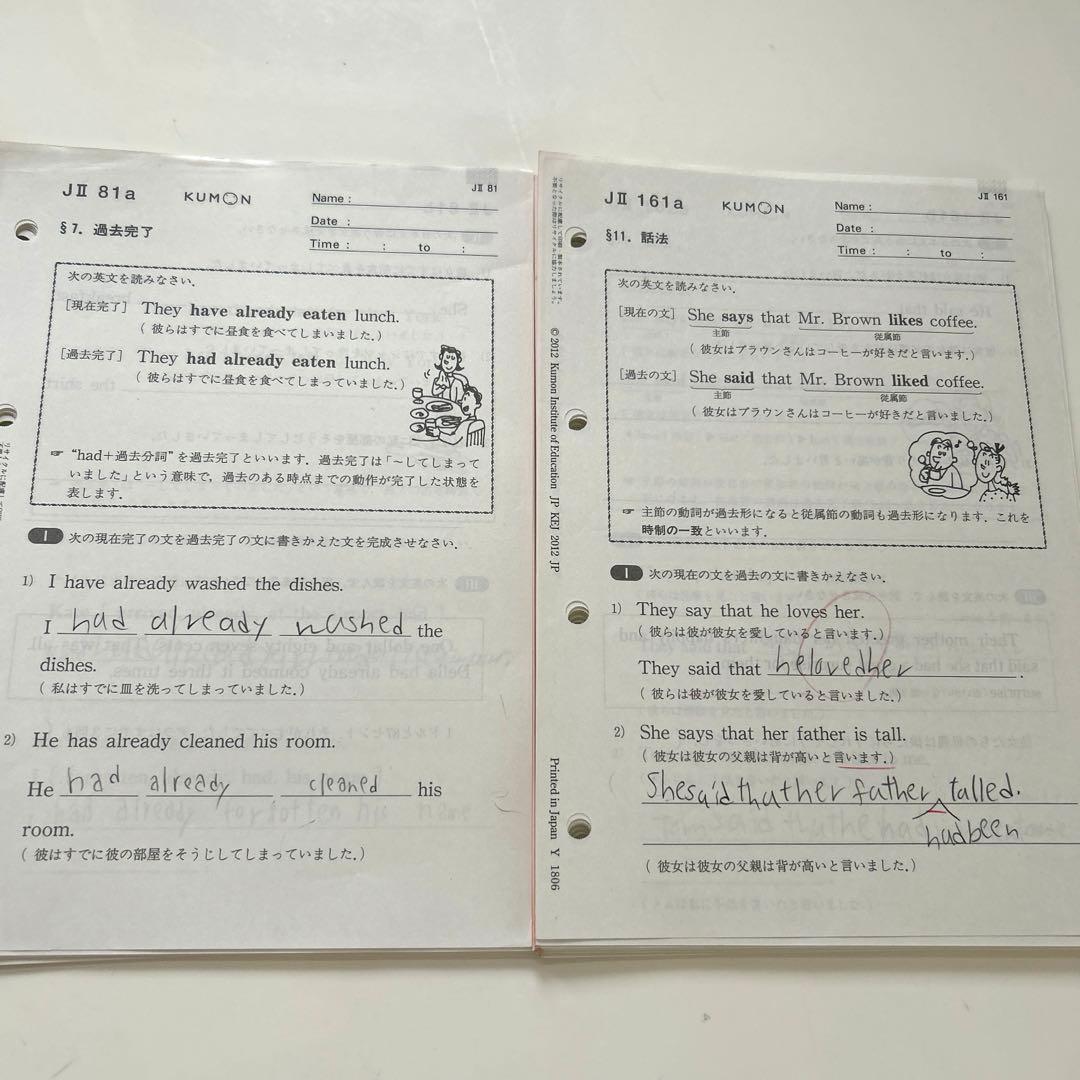 JⅡ 81a
KUMON
JⅡ 81
Name :
Date :
Time : : to :
§7. 過去完了
次の英文を読みなさい.
[現在完了] They have already eaten lunch.
( 彼らはすでに昼食を食べてしまいました.)
[過去完了] They had already eaten lunch.
( 彼らはすでに昼食を食べてしまっていました.)
☞ “had+過去分詞”を過去完了といいます. 過去完了は「～してしまって
いました」という意味で, 過去のある時点までの動作が完了した状態を
表します.
Ⅰ 次の現在完了の文を過去完了の文に書きかえた文を完成させなさい.
1) I have already washed the dishes.
I had already washed the
dishes.
( 私はすでに皿を洗ってしまっていました.)
2) He has already cleaned his room.
He had already cleaned his
room.
( 彼はすでに彼の部屋をそうじしてしまっていました.)
JⅡ 161a
KUMON
JⅡ 161
Name :
Date :
Time : : to :
§11. 話法
次の英文を読みなさい.
[現在の文] She says that Mr. Brown likes coffee.
主節 従属節
( 彼女はブラウンさんはコーヒーが好きだと言います.)
[過去の文] She said that Mr. Brown liked coffee.
主節 従属節
( 彼女はブラウンさんはコーヒーが好きだと言いました.)
☞ 主節の動詞が過去形になると従属節の動詞も過去形になります. これを
時制の一致といいます.
Ⅰ 次の現在の文を過去の文に書きかえなさい.
1) They say that he loves her.
( 彼らは彼が彼女を愛していると言います.)
They said that helovedher.
( 彼らは彼が彼女を愛していると言いました.)
2) She says that her father is tall.
( 彼女は彼女の父親は背が高いと言います.)
Shesaidthather father talled.
hadbeen
( 彼女は彼女の父親は背が高いと言いました.)
©2012 Kumon Institute of Education JP KEJ 2012 JP
Printed in Japan Y 1806